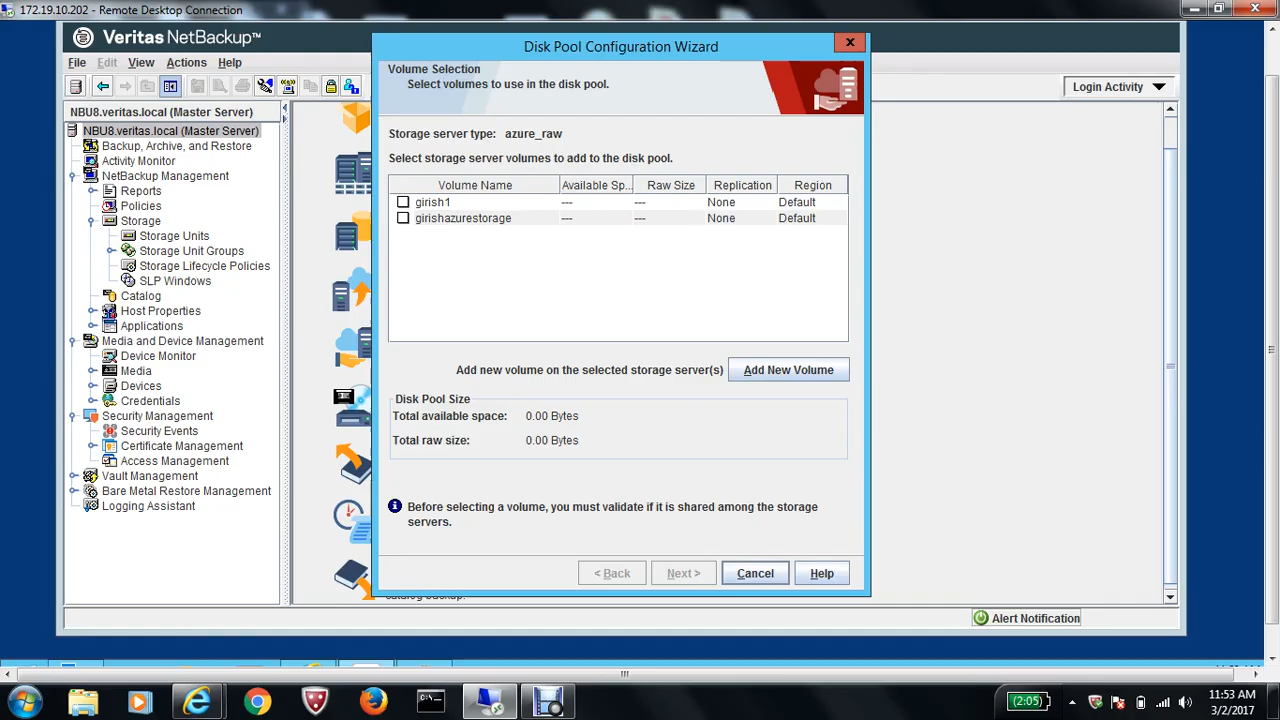 172.19.10.202 - Remote Desktop Connection
Veritas NetBackup™
File Edit View Actions Help
Login Activity
NBU8.veritas.local (Master Server)
NBU8.veritas.local (Master Server)
Backup, Archive, and Restore
Activity Monitor
NetBackup Management
Reports
Policies
Storage
Storage Units
Storage Unit Groups
Storage Lifecycle Policies
SLP Windows
Catalog
Host Properties
Applications
Media and Device Management
Device Monitor
Media
Devices
Credentials
Security Management
Security Events
Certificate Management
Access Management
Vault Management
Bare Metal Restore Management
Logging Assistant
Disk Pool Configuration Wizard
Volume Selection
Select volumes to use in the disk pool.
Storage server type: azure_raw
Select storage server volumes to add to the disk pool.
Volume Name Available Sp... Raw Size Replication Region
girish1 --- --- None Default
girishazurestorage --- --- None Default
Add new volume on the selected storage server(s) Add New Volume
Disk Pool Size
Total available space: 0.00 Bytes
Total raw size: 0.00 Bytes
Before selecting a volume, you must validate if it is shared among the storage
servers.
< Back Next > Cancel Help
catalog backup.
Alert Notification
(2:05)
11:53 AM
3/2/2017